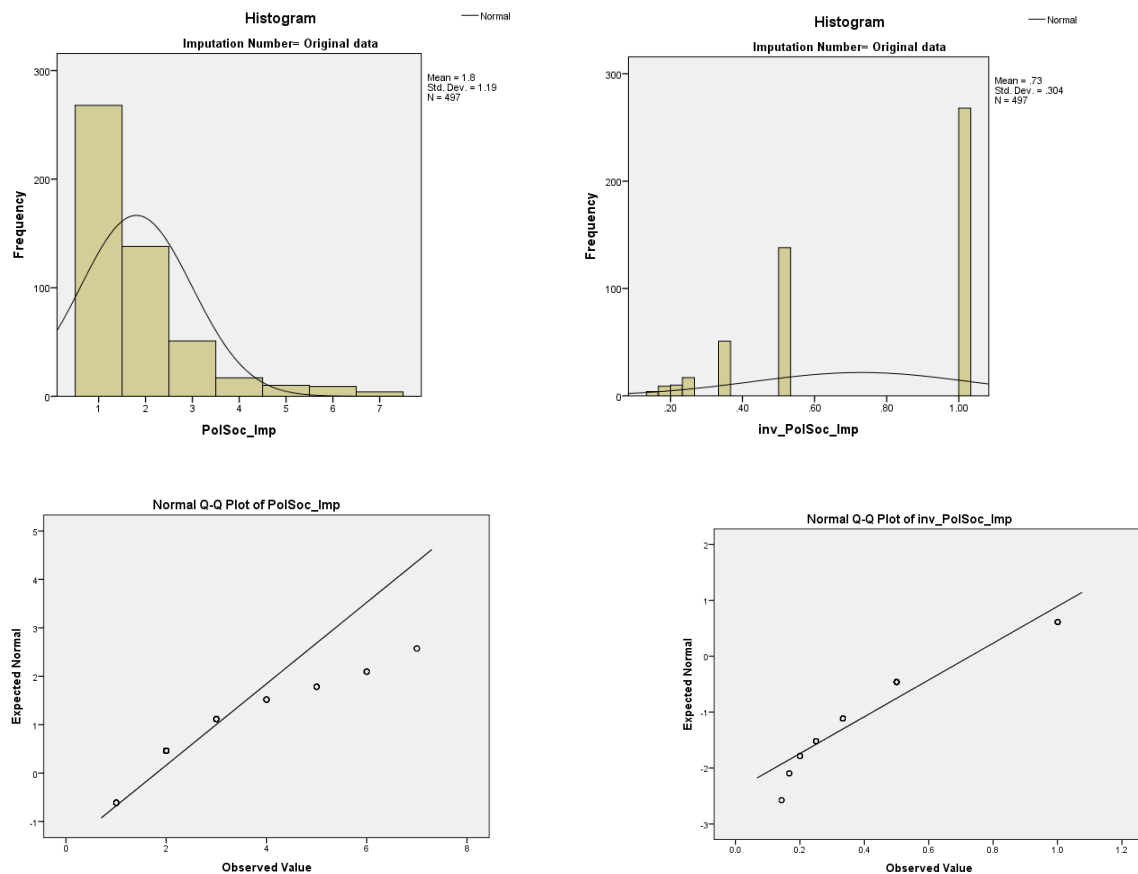 Histogram
Normal
Imputation Number= Original data
Mean = 1.8
Std. Dev. = 1.19
N = 497
300
200
100
0
Frequency
1 2 3 4 5 6 7
PolSoc_Imp
Histogram
Normal
Imputation Number= Original data
Mean = .73
Std. Dev. = .304
N = 497
300
200
100
0
Frequency
.20 .40 .60 .80 1.00
inv_PolSoc_Imp
Normal Q-Q Plot of PolSoc_Imp
5
4
3
2
1
0
-1
Expected Normal
0 2 4 6 8
Observed Value
Normal Q-Q Plot of inv_PolSoc_Imp
2
1
0
-1
-2
-3
Expected Normal
0.0 0.2 0.4 0.6 0.8 1.0 1.2
Observed Value